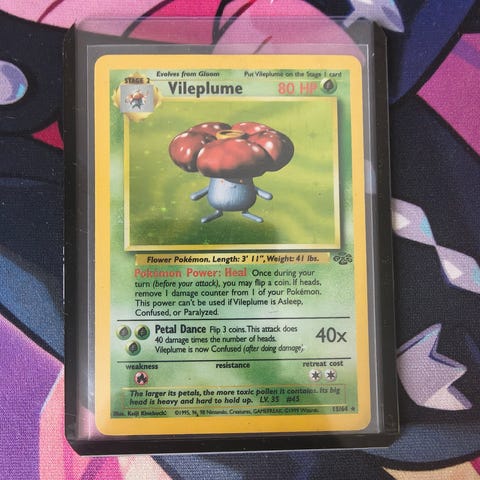 Evolves from Gloom Put Vileplume on the Stage 1 card
STAGE 2
Vileplume 80 HP
Flower Pokémon. Length: 3' 11", Weight: 41 lbs.
Pokémon Power: Heal Once during your
turn (before your attack), you may flip a coin. If heads,
remove 1 damage counter from 1 of your Pokémon.
This power can't be used if Vileplume is Asleep,
Confused, or Paralyzed.
Petal Dance Flip 3 coins. This attack does
40 damage times the number of heads.
Vileplume is now Confused (after doing damage).
40x
weakness resistance retreat cost
The larger its petals, the more toxic pollen it contains. Its big
head is heavy and hard to hold up. LV. 35 #45
Illus. Keiji Kinebuchi ©1995, 96, 98 Nintendo, Creatures, GAMEFREAK. ©1999 Wizards. 15/64 ★